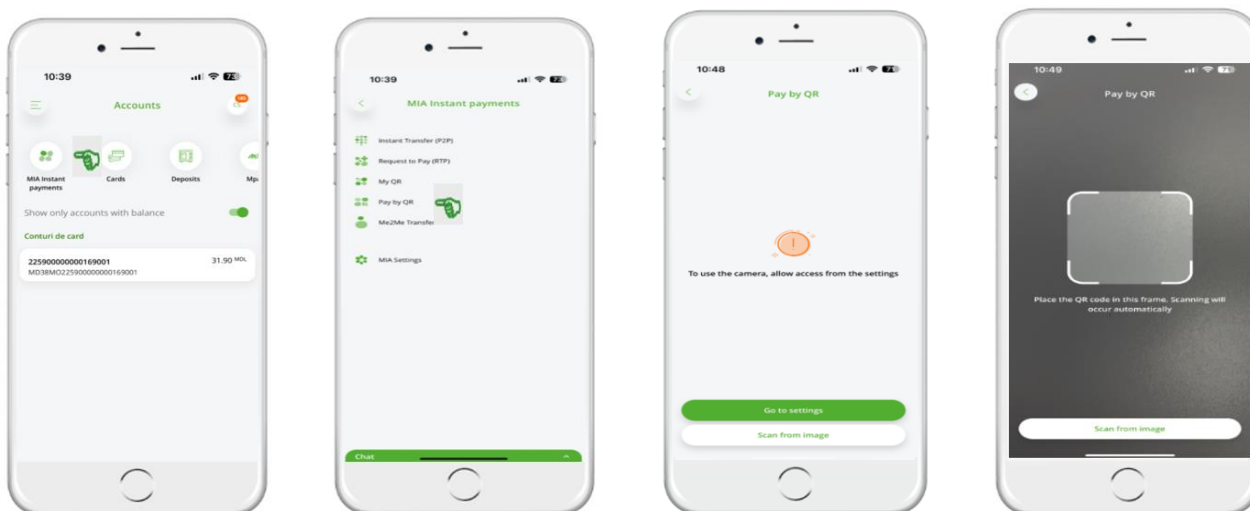 10:39
Accounts
MIA Instant
payments
Cards
Deposits
Show only accounts with balance
Conturi de card
225900000000169001
31.90 MDL
MD38MO225900000000169001
10:39
MIA Instant payments
Instant Transfer (P2P)
Request to Pay (RTP)
My QR
Pay by QR
Me2Me Transfer
MIA Settings
Chat
10:48
Pay by QR
To use the camera, allow access from the settings
Go to settings
Scan from image
10:49
Pay by QR
Place the QR code in this frame. Scanning will
occur automatically
Scan from image